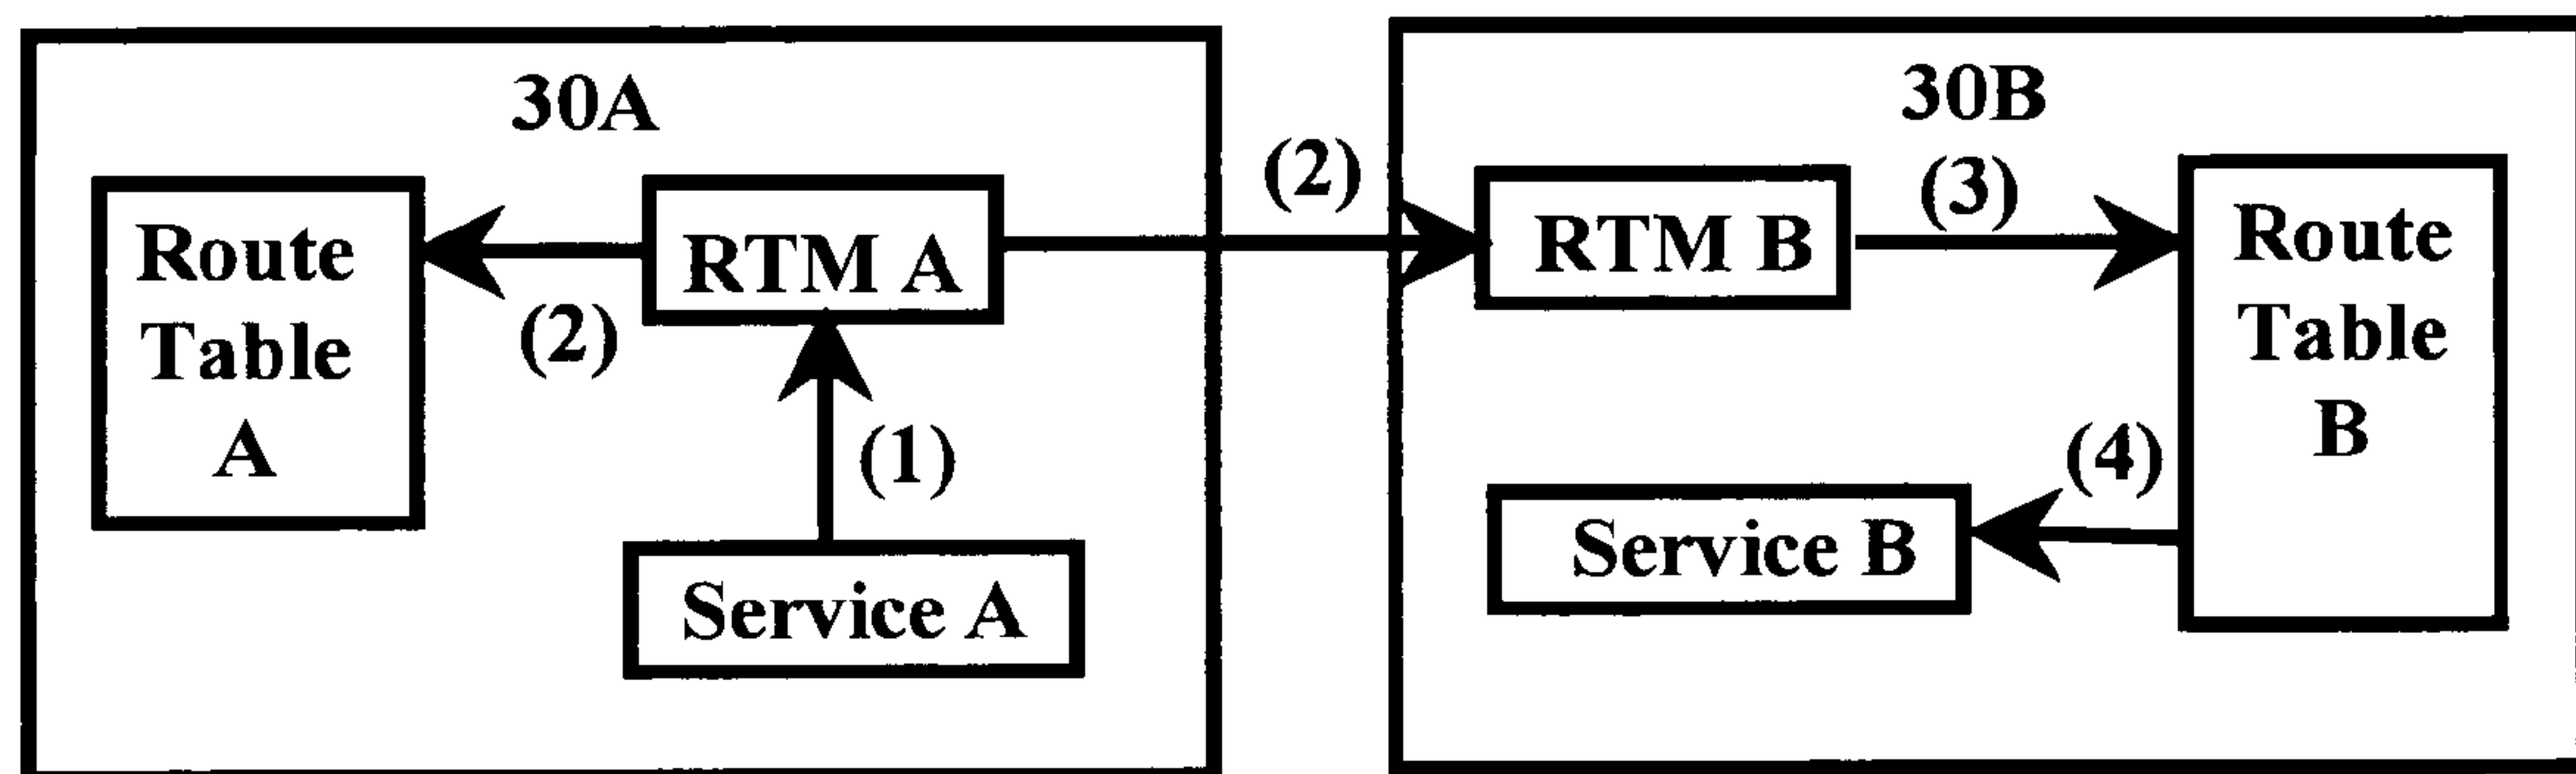 30A
Route
Table
A
(2)
RTM A
(1)
Service A
(2)
30B
RTM B
(3)
Route
Table
B
(4)
Service B